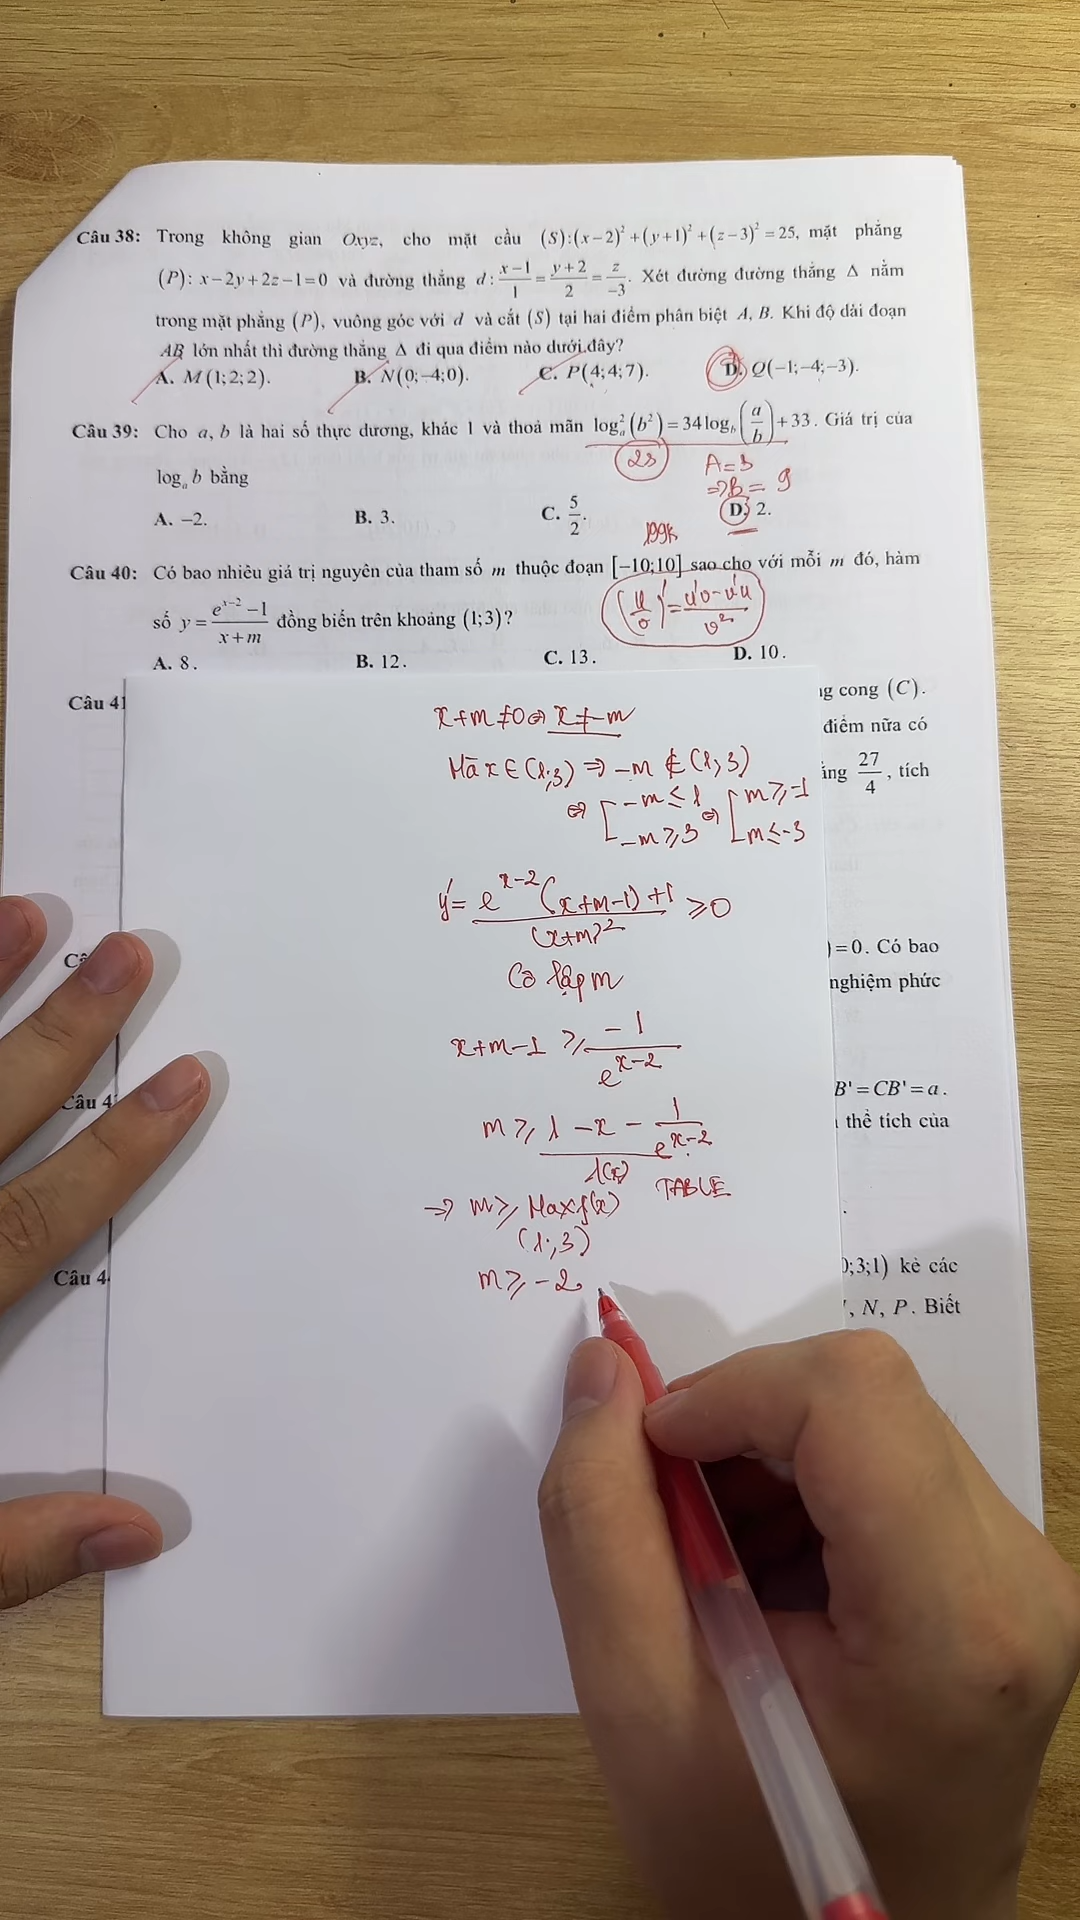 Câu 38: Trong không gian Oxyz, cho mặt cầu (S):(x−2)²+(y+1)²+(z−3)²=25, mặt phẳng
(P): x−2y+2z−1=0 và đường thẳng d: (x−1)/1=(y+2)/2=z/−3. Xét đường đường thẳng Δ nằm
trong mặt phẳng (P), vuông góc với d và cắt (S) tại hai điểm phân biệt A, B. Khi độ dài đoạn
AB lớn nhất thì đường thẳng Δ đi qua điểm nào dưới đây?
A. M(1;2;2). B. N(0;−4;0). C. P(4;4;7). D. Q(−1;−4;−3).
Câu 39: Cho a, b là hai số thực dương, khác 1 và thoả mãn logₐ²(b²)=34log_b(a/b)+33. Giá trị của
logₐ b bằng
A=3
⇒B= 9
A. −2. B. 3. C. 5/2. D. 2.
Câu 40: Có bao nhiêu giá trị nguyên của tham số m thuộc đoạn [−10;10] sao cho với mỗi m đó, hàm
số y=(e^(x−2)−1)/(x+m) đồng biến trên khoảng (1;3)?
(u/v)'=(u'v−v'u)/v²
A. 8. B. 12. C. 13. D. 10.
Câu 41
ng cong (C).
điểm nữa có
27/4, tích
x+m≠0⇔x≠−m
Mà x∈(1;3)⇒−m∉(1;3)
⇔[−m≤1 ⇔[m≥−1
−m≥3 m≤−3
y'=(e^(x−2)(x+m−1)+1)/(x+m)²≥0
Cô lập m
)=0. Có bao
nghiệm phức
x+m−1≥−1/e^(x−2)
B'=CB'=a.
thể tích của
m≥1−x−1/e^(x−2)
f(x) TABLE
⇒m≥Maxf(x)
(1;3)
m≥−2
Câu 4
0;3;1) kẻ các
, N, P. Biết